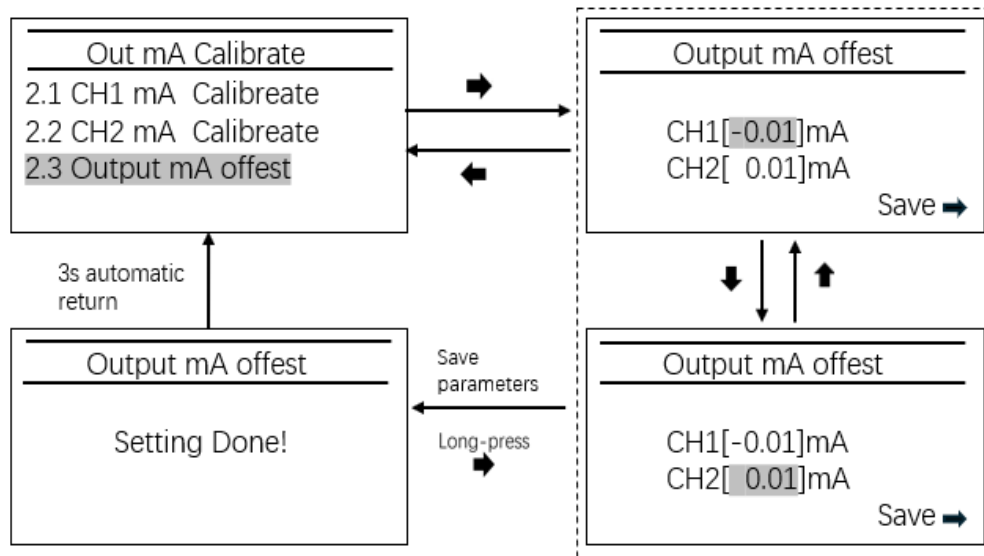 Out mA Calibrate
2.1 CH1 mA Calibreate
2.2 CH2 mA Calibreate
2.3 Output mA offest
Output mA offest
CH1[-0.01]mA
CH2[ 0.01]mA
Save
3s automatic
return
Output mA offest
Setting Done!
Save
parameters
Long-press
Output mA offest
CH1[-0.01]mA
CH2[ 0.01]mA
Save